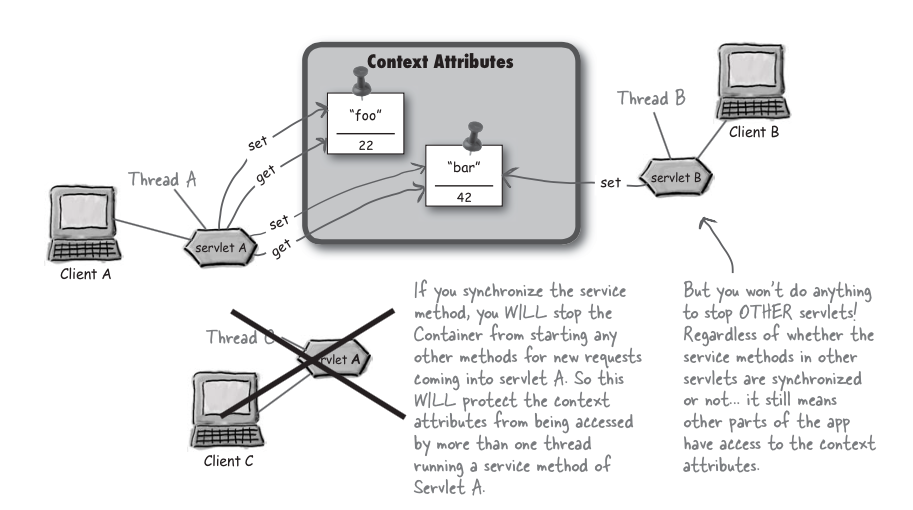 Context Attributes
"foo"
22
"bar"
42
set
get
set
get
set
Thread A
servlet A
Client A
Thread B
Client B
servlet B
Thread C
servlet A
Client C
If you synchronize the service
method, you WILL stop the
Container from starting any
other methods for new requests
coming into servlet A. So this
WILL protect the context
attributes from being accessed
by more than one thread
running a service method of
Servlet A.
But you won't do anything
to stop OTHER servlets!
Regardless of whether the
service methods in other
servlets are synchronized
or not... it still means
other parts of the app
have access to the context
attributes.